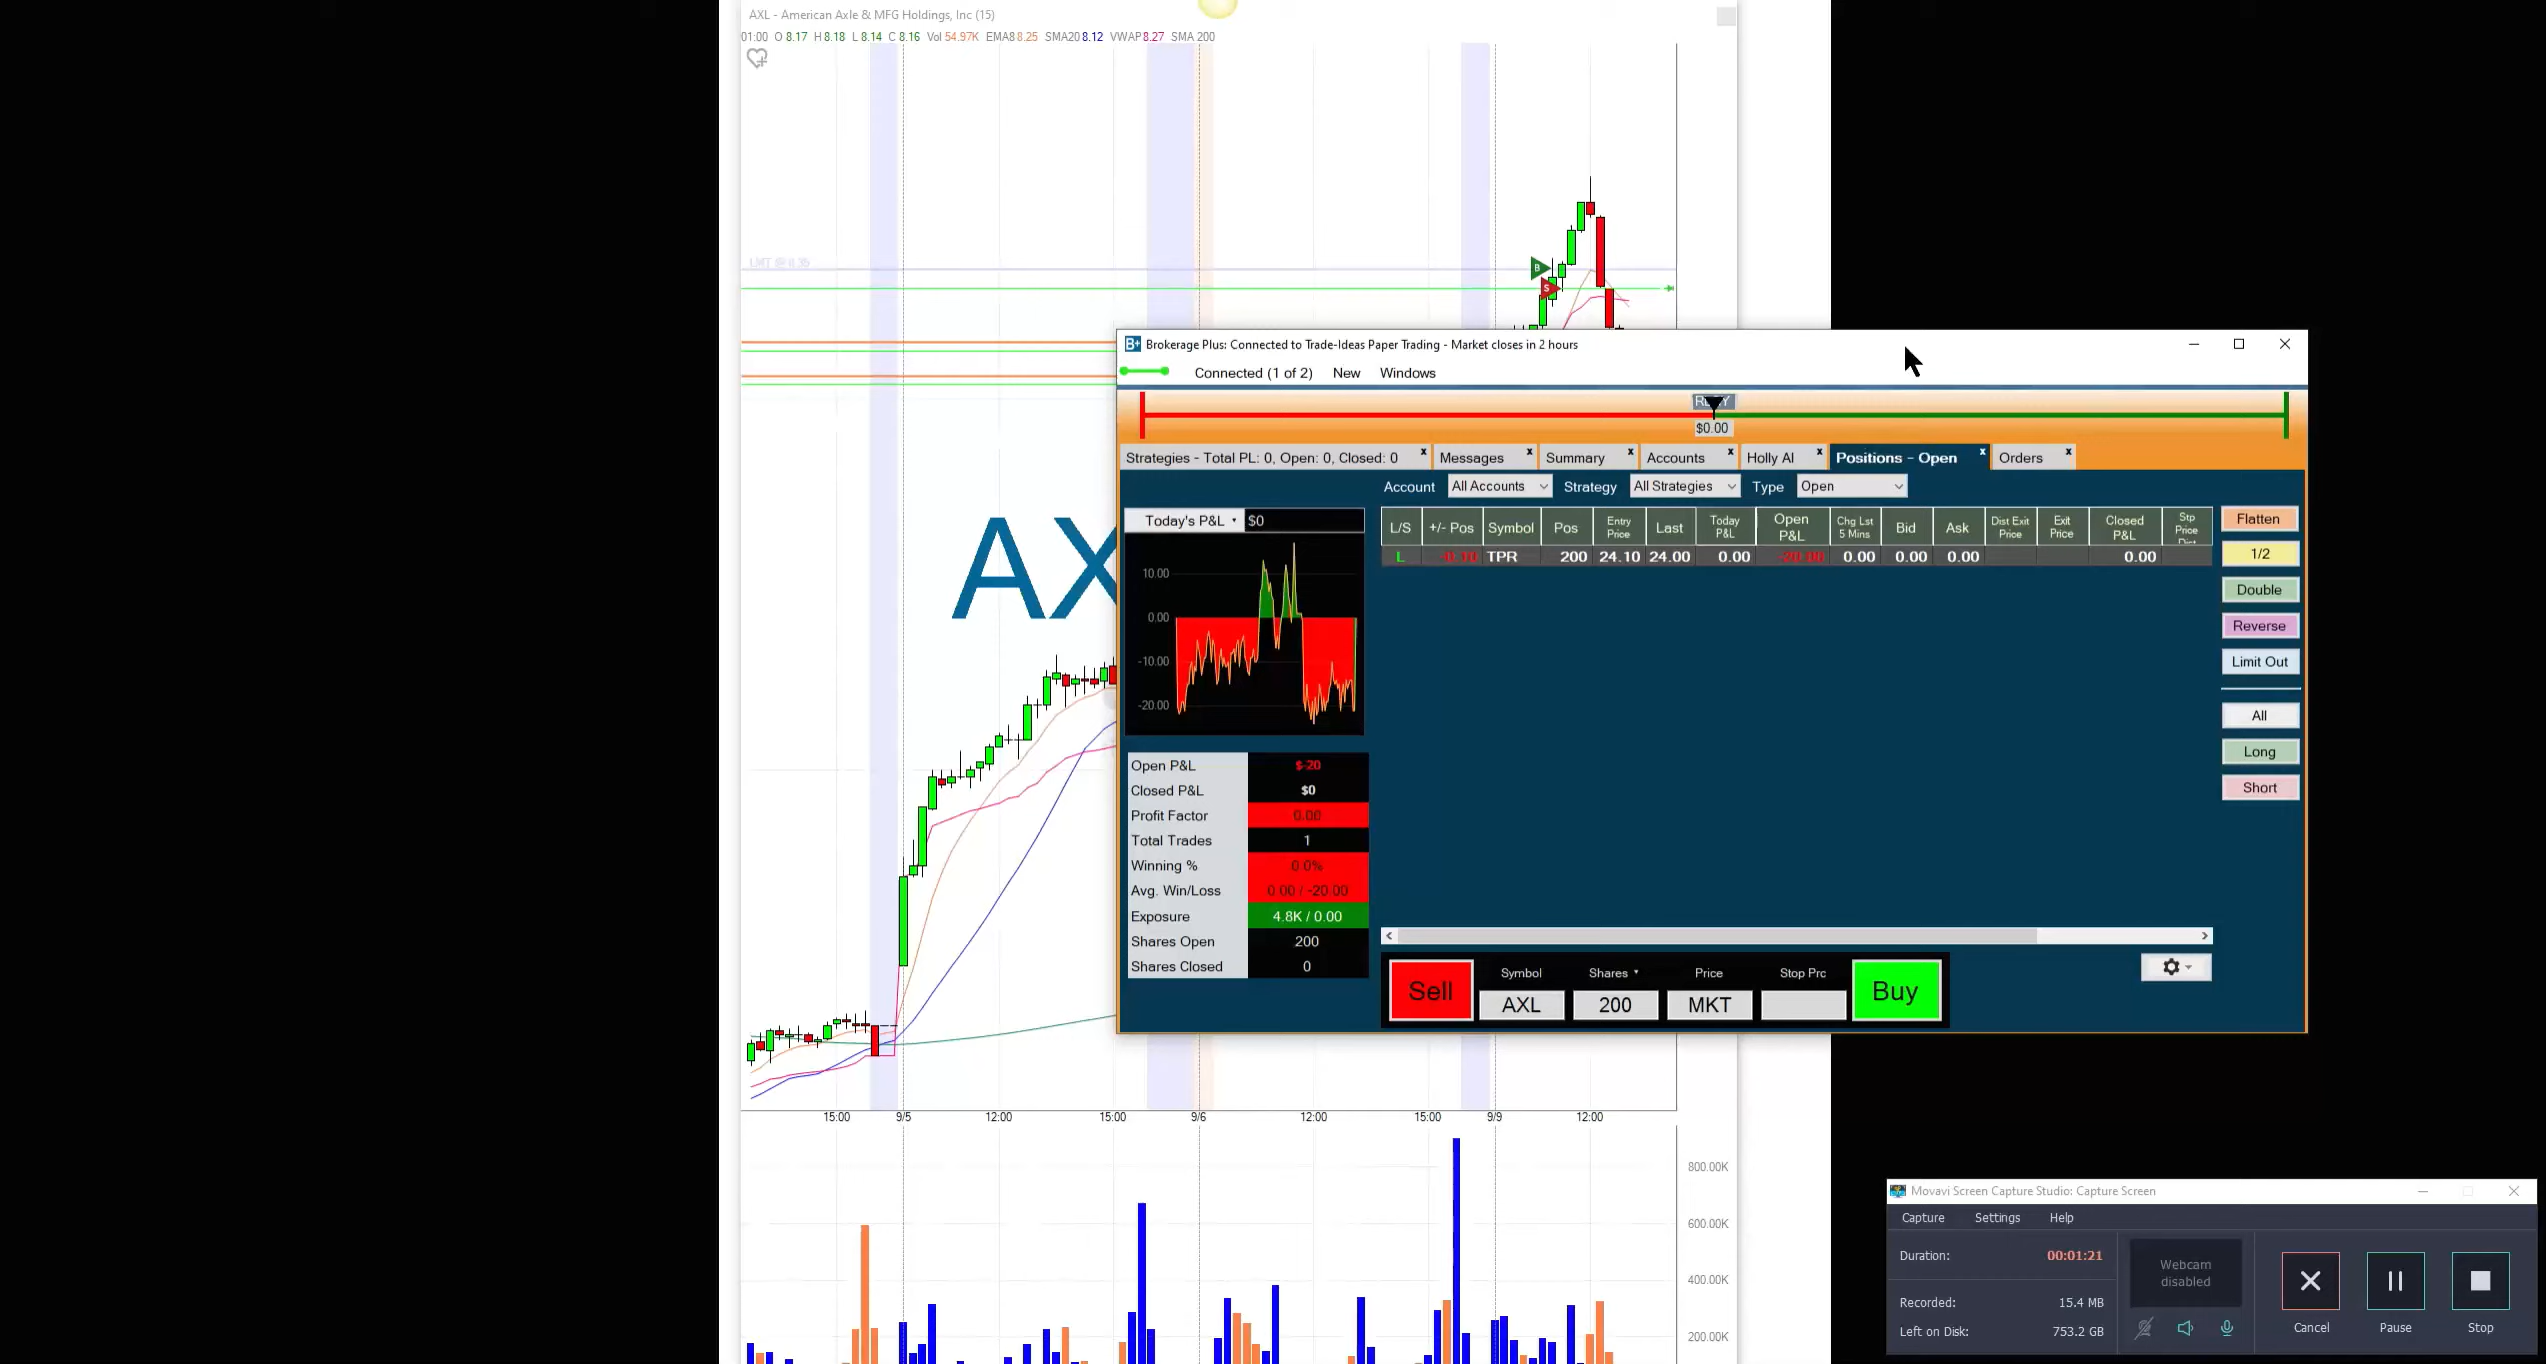 AXL - American Axle & MFG Holdings, Inc (15)
01:00 O 8.17 H 8.18 L 8.14 C 8.16 Vol 54.97K EMA8 8.25 SMA20 8.12 VWAP 8.27 SMA 200
LMT @ 8.35
B
S
AX
B+ Brokerage Plus: Connected to Trade-Ideas Paper Trading - Market closes in 2 hours
Connected (1 of 2) New Windows
$0.00
Strategies - Total PL: 0, Open: 0, Closed: 0 x Messages x Summary x Accounts x Holly AI x Positions - Open x Orders x
Account All Accounts Strategy All Strategies Type Open
Today's P&L $0
L/S +/- Pos Symbol Pos Entry Price Last Today P&L Open P&L Chg Lst 5 Mins Bid Ask Dist Exit Price Exit Price Closed P&L Stp Price
L -0.10 TPR 200 24.10 24.00 0.00 -20.00 0.00 0.00 0.00 0.00
Flatten
1/2
Double
Reverse
Limit Out
All
Long
Short
10.00
0.00
-10.00
-20.00
Open P&L $-20
Closed P&L $0
Profit Factor 0.00
Total Trades 1
Winning % 0.0%
Avg. Win/Loss 0.00 / -20.00
Exposure 4.8K / 0.00
Shares Open 200
Shares Closed 0
Sell Symbol Shares Price Stop Prc Buy
AXL 200 MKT
15:00 9/5 12:00 15:00 9/6 12:00 15:00 9/9 12:00
800.00K
600.00K
400.00K
200.00K
Movavi Screen Capture Studio: Capture Screen
Capture Settings Help
Duration: 00:01:21
Recorded: 15.4 MB
Left on Disk: 753.2 GB
Webcam
disabled
Cancel Pause Stop